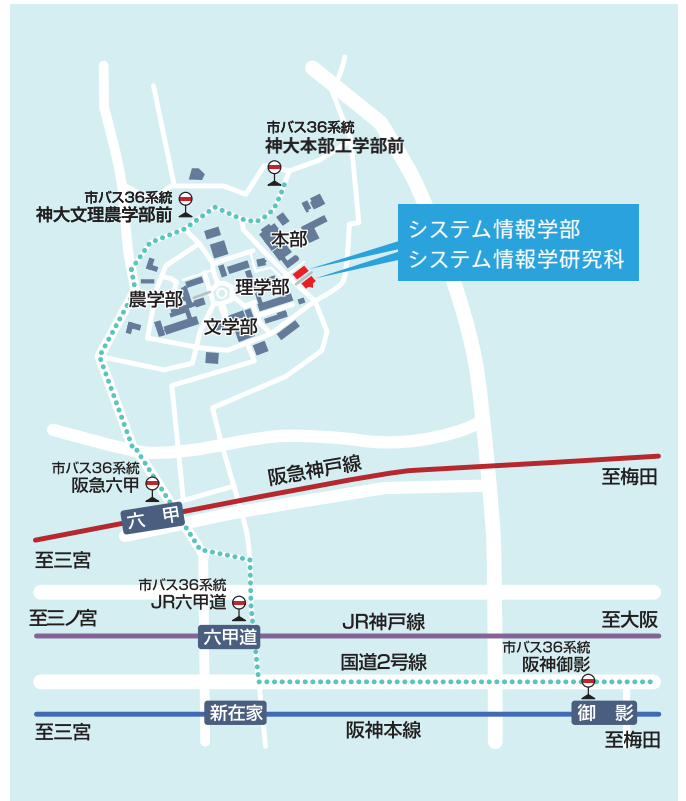 市バス36系統
神大本部工学部前
市バス36系統
神大文理農学部前
システム情報学部
システム情報学研究科
本部
理学部
農学部
文学部
阪急神戸線
市バス36系統
阪急六甲
至梅田
六 甲
至三宮
市バス36系統
JR六甲道
至三ノ宮
JR神戸線
至大阪
六甲道
市バス36系統
阪神御影
国道2号線
新在家
御 影
至三宮
阪神本線
至梅田